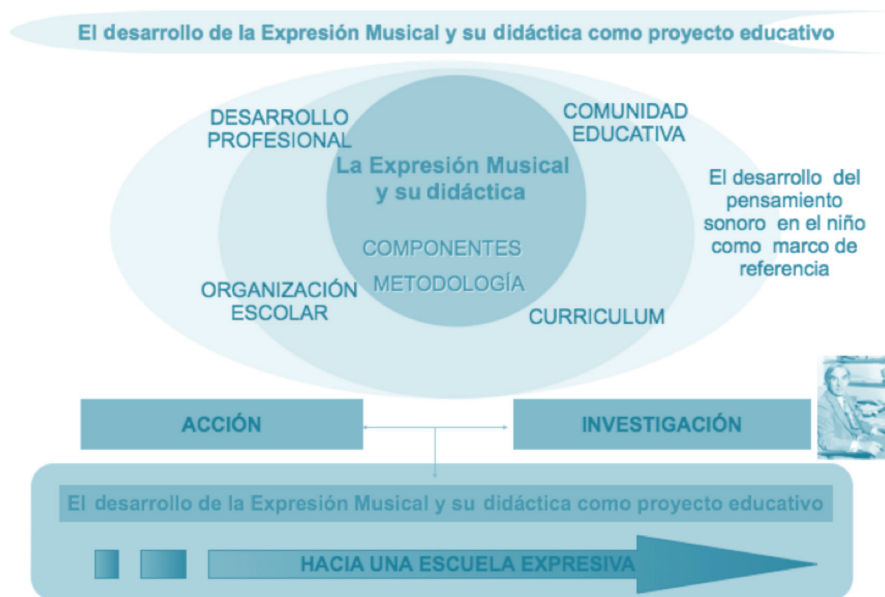 El desarrollo de la Expresión Musical y su didáctica como proyecto educativo
DESARROLLO
PROFESIONAL
COMUNIDAD
EDUCATIVA
La Expresión Musical
y su didáctica
COMPONENTES
METODOLOGÍA
El desarrollo del
pensamiento
sonoro en el niño
como marco de
referencia
ORGANIZACIÓN
ESCOLAR
CURRICULUM
ACCIÓN
INVESTIGACIÓN
El desarrollo de la Expresión Musical y su didáctica como proyecto educativo
HACIA UNA ESCUELA EXPRESIVA